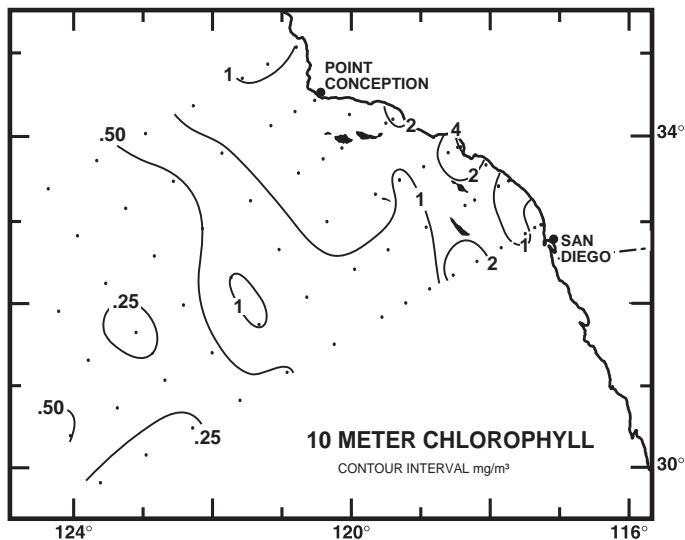 1
POINT
CONCEPTION
.50
2
4
34°
2
1
1
SAN
DIEGO
2
.25
1
.50
.25
10 METER CHLOROPHYLL
CONTOUR INTERVAL mg/m³
30°
124°
120°
116°